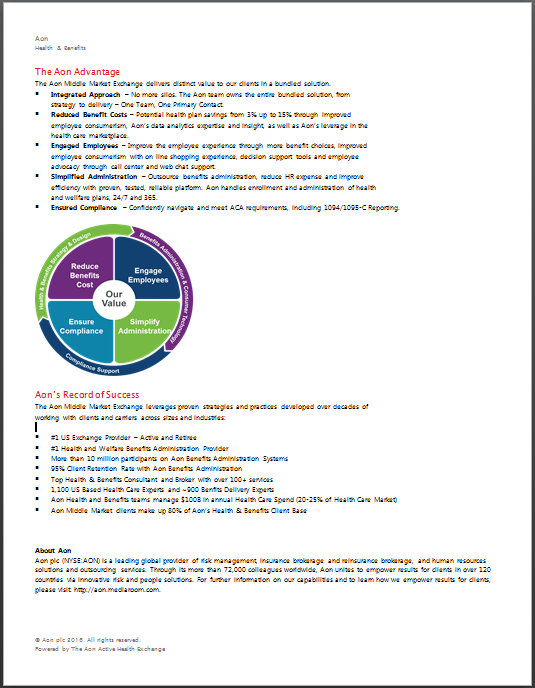 Aon
Health & Benefits
The Aon Advantage
The Aon Middle Market Exchange delivers distinct value to our clients in a bundled solution.
▪ Integrated Approach – No more silos. The Aon team owns the entire bundled solution, from
strategy to delivery – One Team, One Primary Contact.
▪ Reduced Benefit Costs – Potential health plan savings from 3% up to 15% through improved
employee consumerism, Aon's data analytics expertise and insight, as well as Aon's leverage in the
health care marketplace.
▪ Engaged Employees – Improve the employee experience through more benefit choices, improved
employee consumerism with on line shopping experience, decision support tools and employee
advocacy through call center and web chat support.
▪ Simplified Administration – Outsource benefits administration, reduce HR expense and improve
efficiency with proven, tested, reliable platform. Aon handles enrollment and administration of health
and welfare plans, 24/7 and 365.
▪ Ensured Compliance – Confidently navigate and meet ACA requirements, including 1094/1095-C Reporting.
Health & Benefits Strategy & Design
Benefits Administration & Consumer Technology
Compliance Support
Reduce
Benefits
Cost
Engage
Employees
Our
Value
Ensure
Compliance
Simplify
Administration
Aon's Record of Success
The Aon Middle Market Exchange leverages proven strategies and practices developed over decades of
working with clients and carriers across sizes and industries:
▪ #1 US Exchange Provider – Active and Retiree
▪ #1 Health and Welfare Benefits Administration Provider
▪ More than 10 million participants on Aon Benefits Administration Systems
▪ 95% Client Retention Rate with Aon Benefits Administration
▪ Top Health & Benefits Consultant and Broker with over 100+ services
▪ 1,100 US Based Health Care Experts and ~900 Benfits Delivery Experts
▪ Aon Health and Benefits teams manage $100B in annual Health Care Spend (20-25% of Health Care Market)
▪ Aon Middle Market clients make up 80% of Aon's Health & Benefits Client Base
About Aon
Aon plc (NYSE:AON) is a leading global provider of risk management, insurance brokerage and reinsurance brokerage, and human resources
solutions and outsourcing services. Through its more than 72,000 colleagues worldwide, Aon unites to empower results for clients in over 120
countries via innovative risk and people solutions. For further information on our capabilities and to learn how we empower results for clients,
please visit: http://aon.mediaroom.com.
© Aon plc 2016. All rights reserved.
Powered by The Aon Active Health Exchange